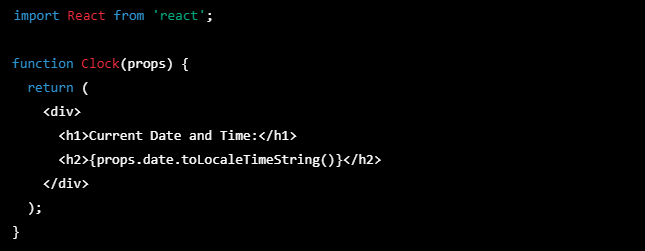 import React from 'react';
function Clock(props) {
return (
<div>
<h1>Current Date and Time:</h1>
<h2>{props.date.toLocaleTimeString()}</h2>
</div>
);
}